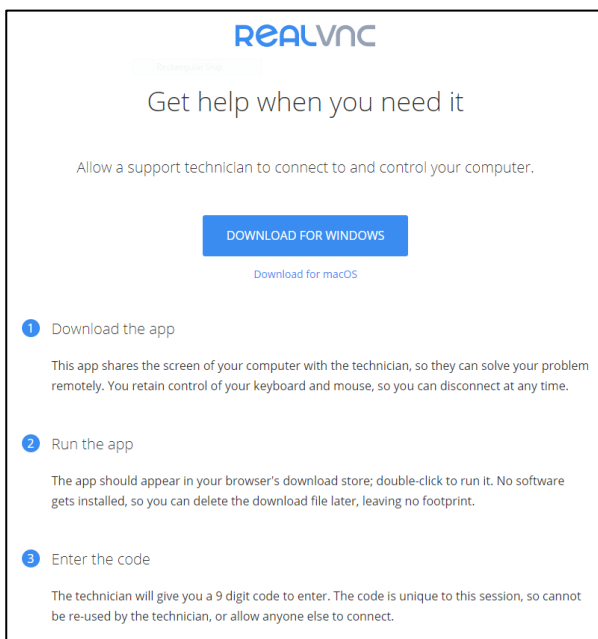 REALVNC
Get help when you need it
Allow a support technician to connect to and control your computer.
DOWNLOAD FOR WINDOWS
Download for macOS
1 Download the app
This app shares the screen of your computer with the technician, so they can solve your problem
remotely. You retain control of your keyboard and mouse, so you can disconnect at any time.
2 Run the app
The app should appear in your browser's download store; double-click to run it. No software
gets installed, so you can delete the download file later, leaving no footprint.
3 Enter the code
The technician will give you a 9 digit code to enter. The code is unique to this session, so cannot
be re-used by the technician, or allow anyone else to connect.